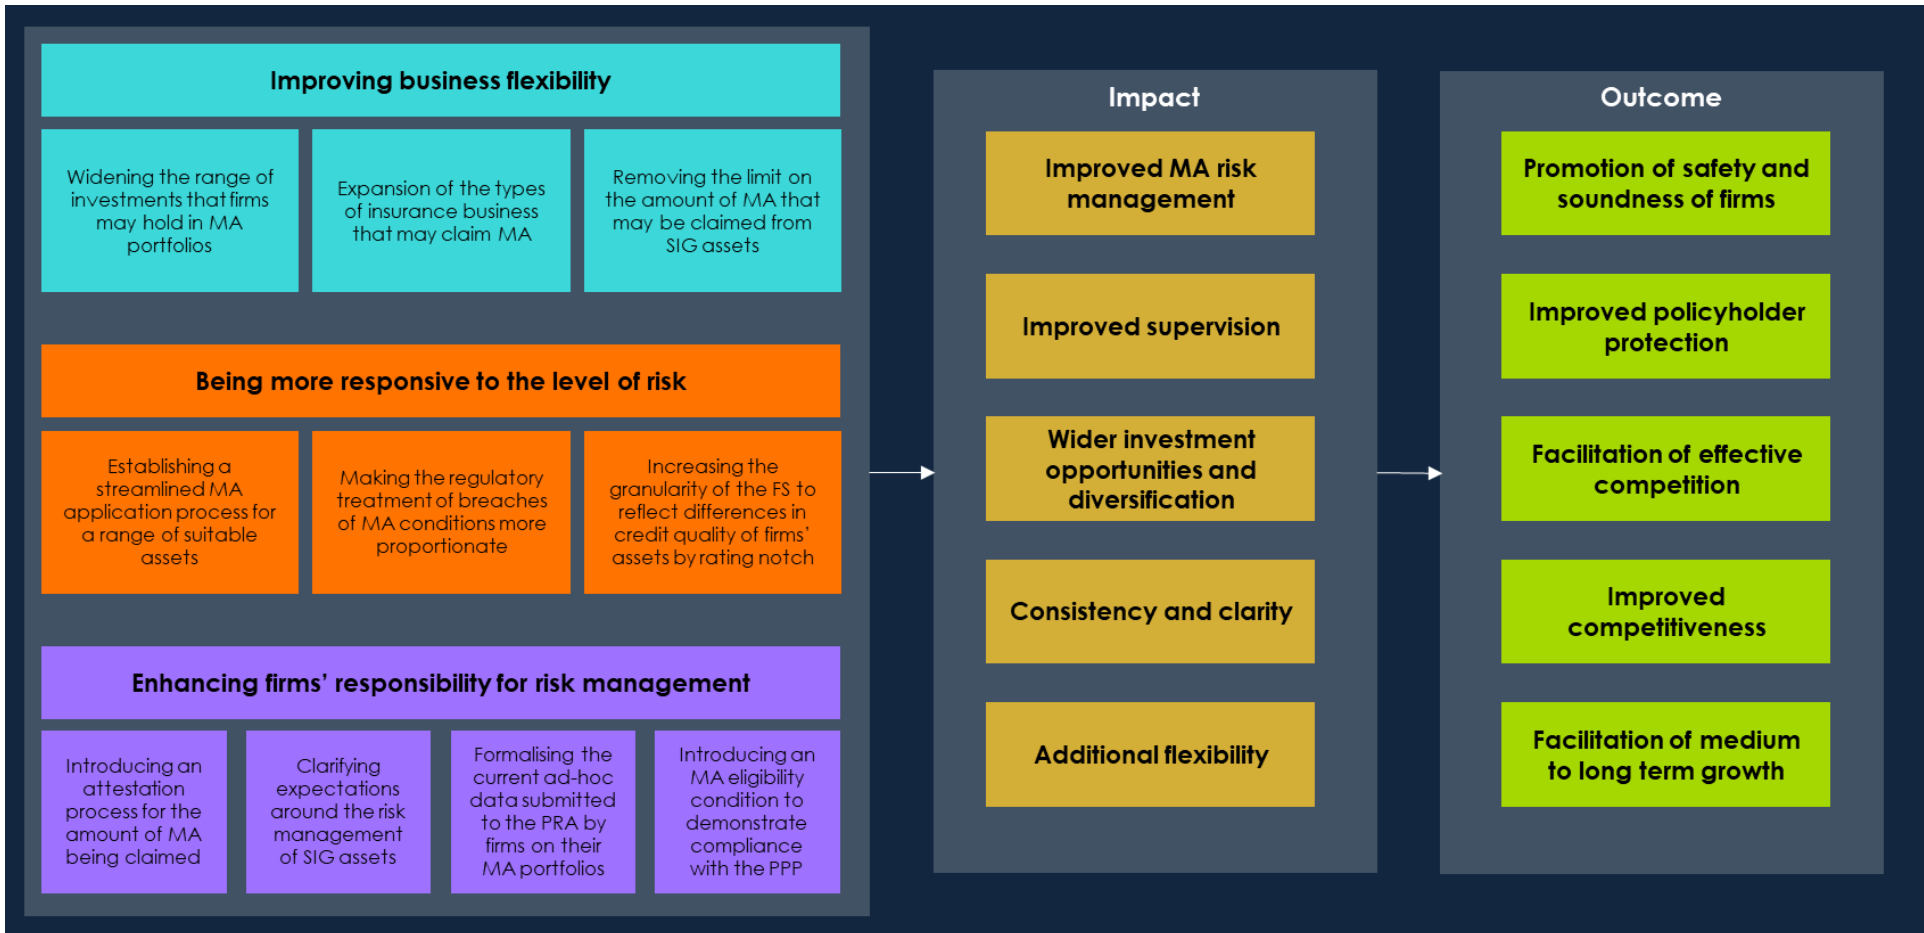 Improving business flexibility
Widening the range of
investments that firms
may hold in MA
portfolios
Expansion of the types
of insurance business
that may claim MA
Removing the limit on
the amount of MA that
may be claimed from
SIG assets
Being more responsive to the level of risk
Establishing a
streamlined MA
application process for
a range of suitable
assets
Making the regulatory
treatment of breaches
of MA conditions more
proportionate
Increasing the
granularity of the FS to
reflect differences in
credit quality of firms’
assets by rating notch
Enhancing firms’ responsibility for risk management
Introducing an
attestation
process for the
amount of MA
being claimed
Clarifying
expectations
around the risk
management
of SIG assets
Formalising the
current ad-hoc
data submitted
to the PRA by
firms on their
MA portfolios
Introducing an
MA eligibility
condition to
demonstrate
compliance
with the PPP
Impact
Improved MA risk
management
Improved supervision
Wider investment
opportunities and
diversification
Consistency and clarity
Additional flexibility
Outcome
Promotion of safety and
soundness of firms
Improved policyholder
protection
Facilitation of effective
competition
Improved
competitiveness
Facilitation of medium
to long term growth